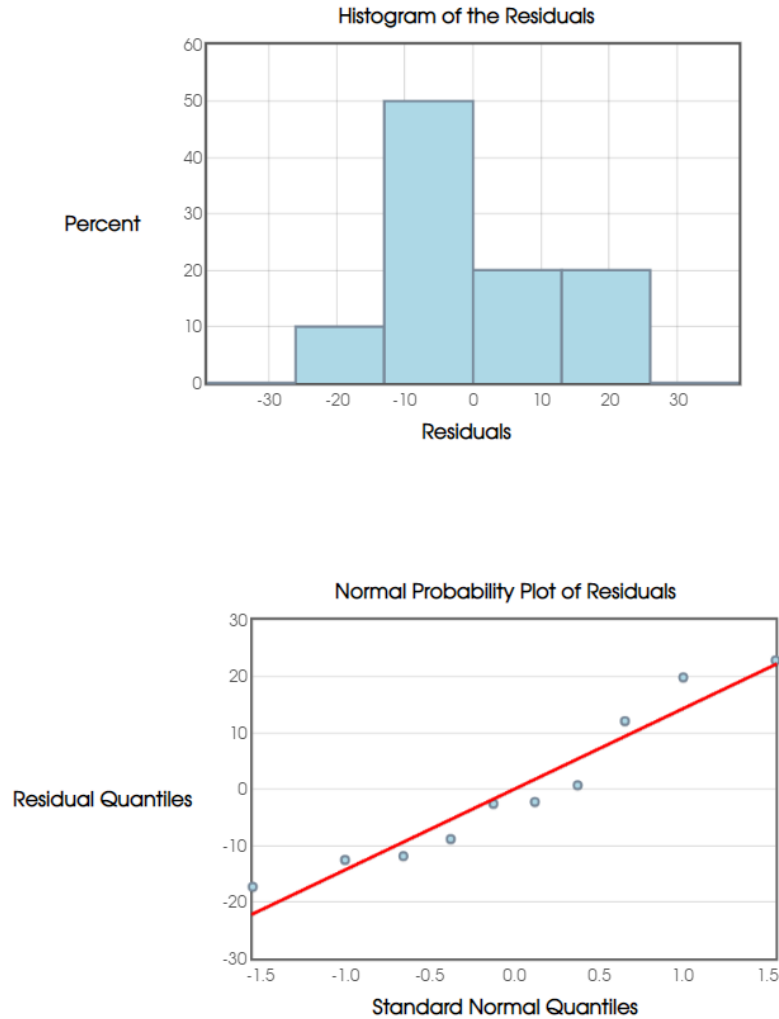 Histogram of the Residuals
60
50
40
Percent
30
20
10
0
-30 -20 -10 0 10 20 30
Residuals
Normal Probability Plot of Residuals
30
20
10
Residual Quantiles
0
-10
-20
-30
-1.5 -1.0 -0.5 0.0 0.5 1.0 1.5
Standard Normal Quantiles